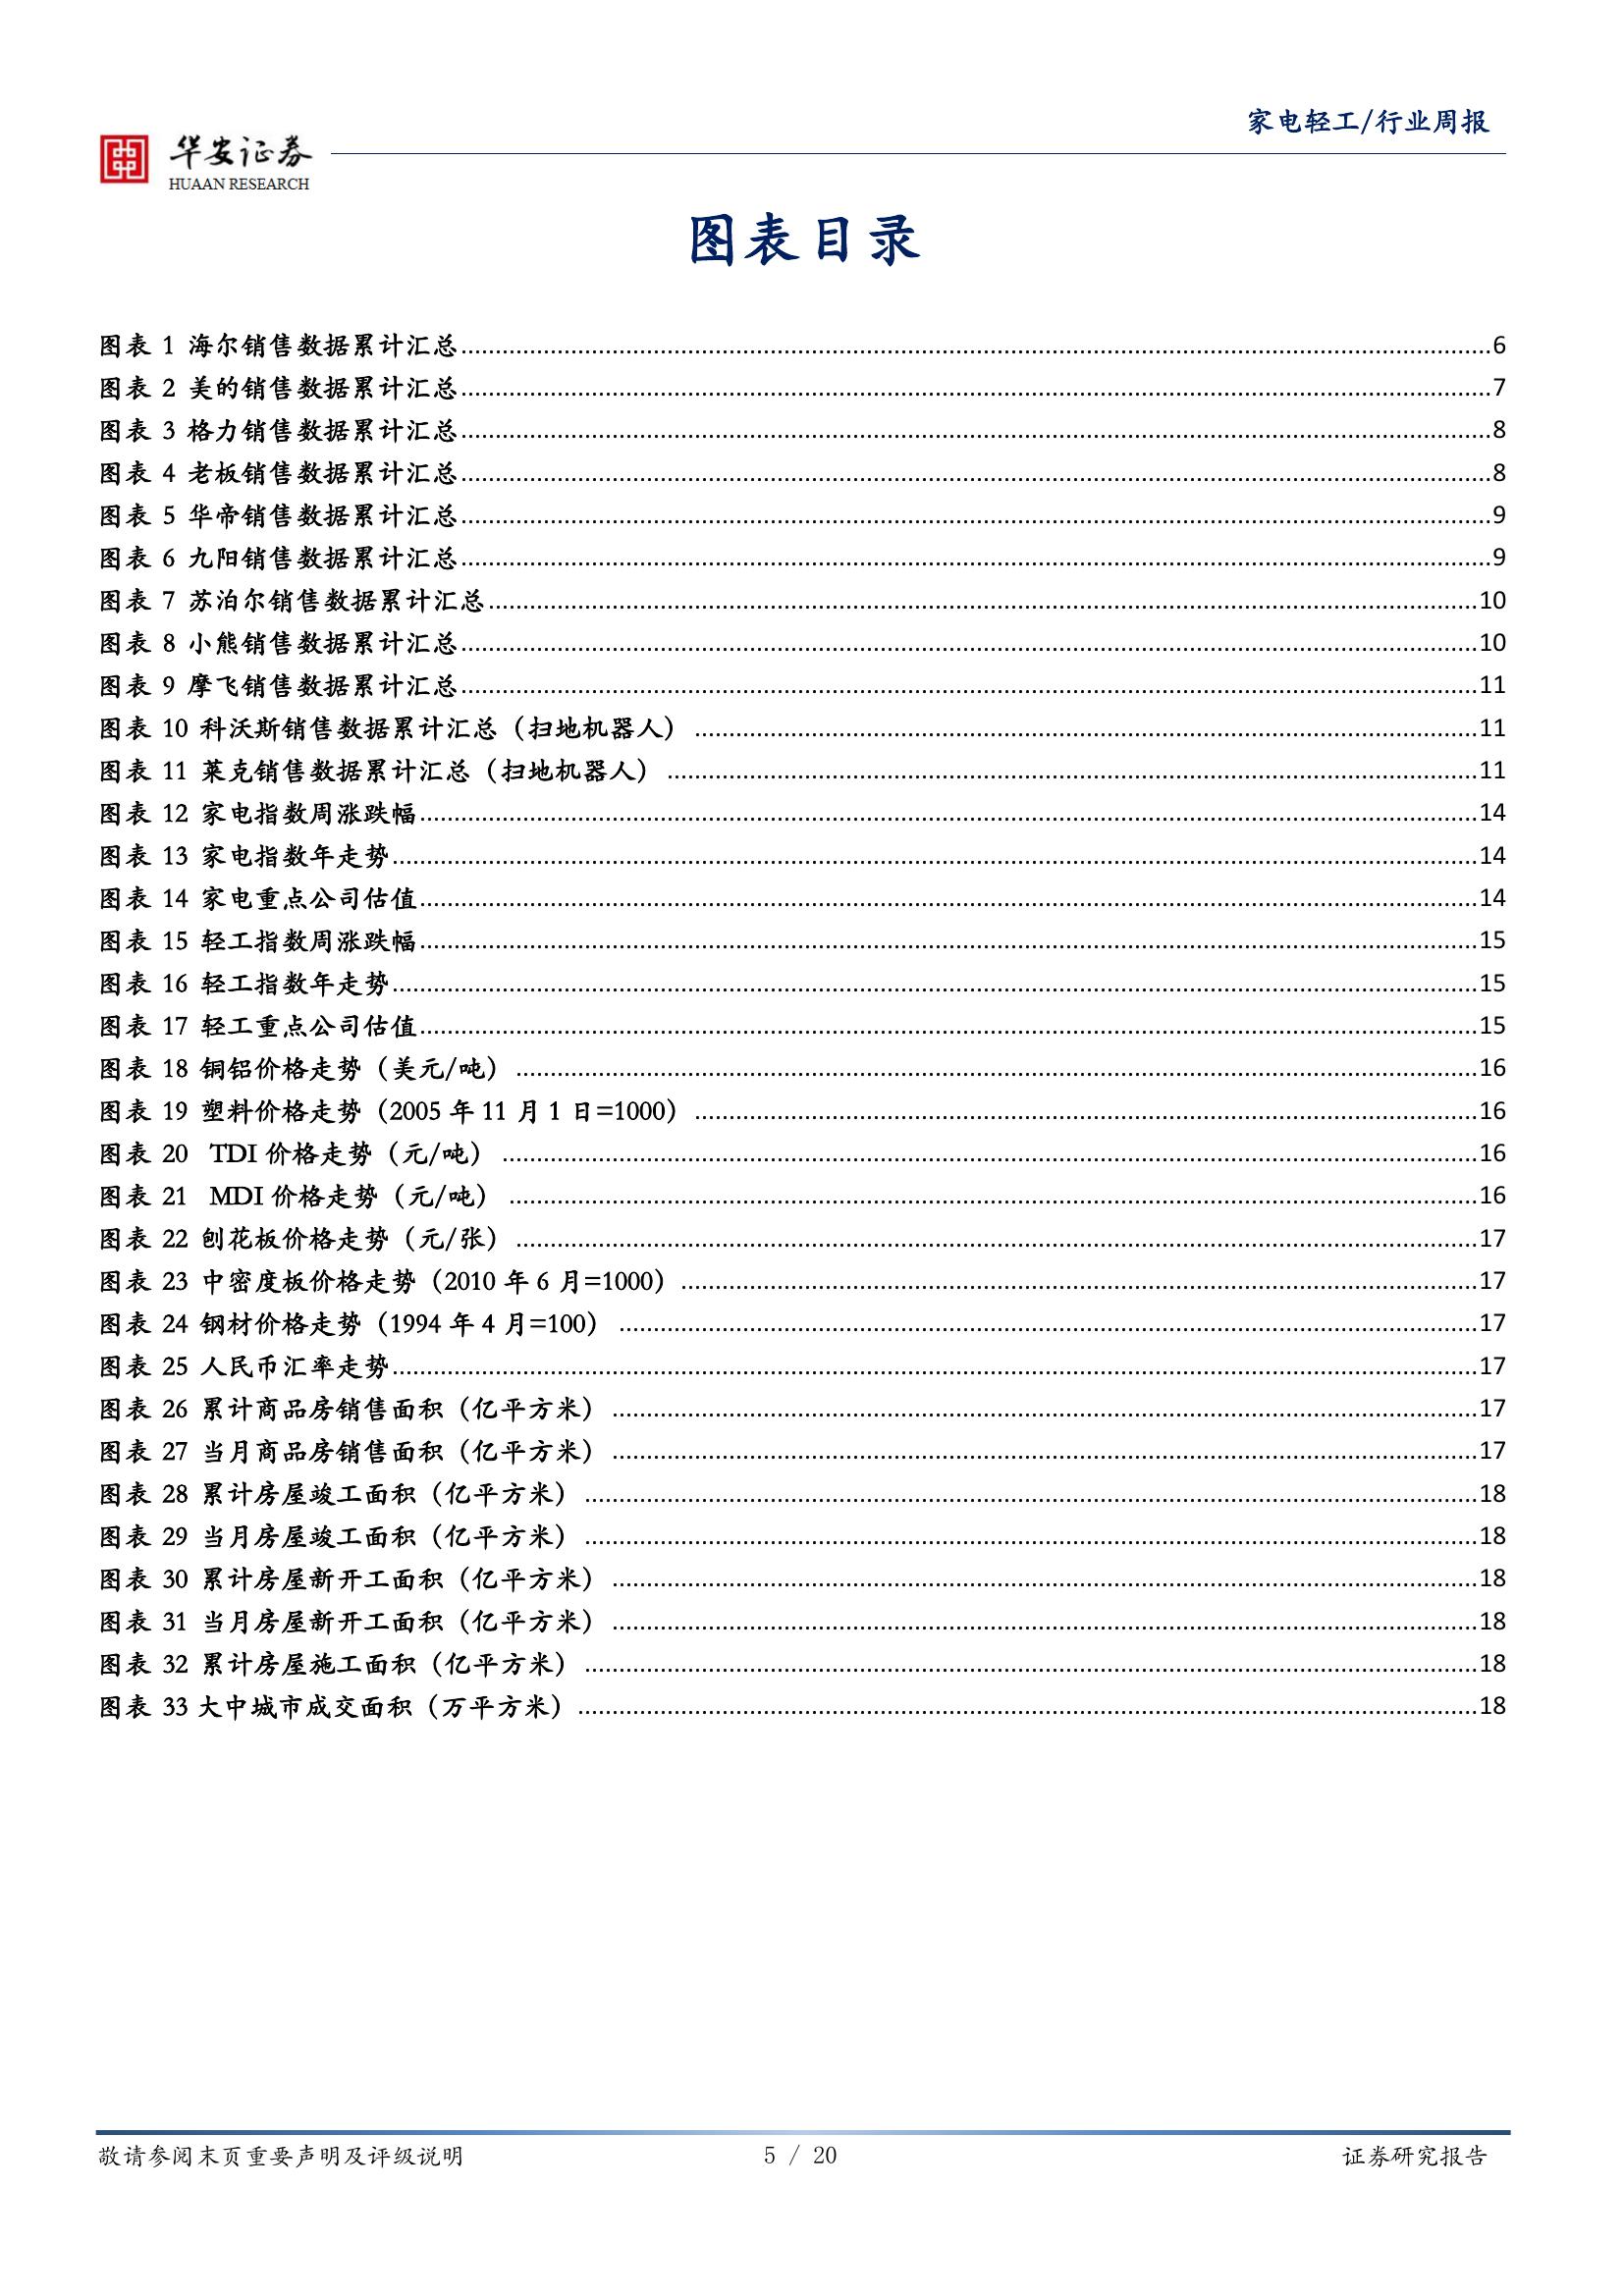 家电轻工/行业周报
华安证券
HUAAN RESEARCH
图表目录
图表 1 海尔销售数据累计汇总 6
图表 2 美的销售数据累计汇总 7
图表 3 格力销售数据累计汇总 8
图表 4 老板销售数据累计汇总 8
图表 5 华帝销售数据累计汇总 9
图表 6 九阳销售数据累计汇总 9
图表 7 苏泊尔销售数据累计汇总 10
图表 8 小熊销售数据累计汇总 10
图表 9 摩飞销售数据累计汇总 11
图表 10 科沃斯销售数据累计汇总（扫地机器人） 11
图表 11 莱克销售数据累计汇总（扫地机器人） 11
图表 12 家电指数周涨跌幅 14
图表 13 家电指数年走势 14
图表 14 家电重点公司估值 14
图表 15 轻工指数周涨跌幅 15
图表 16 轻工指数年走势 15
图表 17 轻工重点公司估值 15
图表 18 铜铝价格走势（美元/吨） 16
图表 19 塑料价格走势（2005 年 11 月 1 日=1000） 16
图表 20 TDI 价格走势（元/吨） 16
图表 21 MDI 价格走势（元/吨） 16
图表 22 刨花板价格走势（元/张） 17
图表 23 中密度板价格走势（2010 年 6 月=1000） 17
图表 24 钢材价格走势（1994 年 4 月=100） 17
图表 25 人民币汇率走势 17
图表 26 累计商品房销售面积（亿平方米） 17
图表 27 当月商品房销售面积（亿平方米） 17
图表 28 累计房屋竣工面积（亿平方米） 18
图表 29 当月房屋竣工面积（亿平方米） 18
图表 30 累计房屋新开工面积（亿平方米） 18
图表 31 当月房屋新开工面积（亿平方米） 18
图表 32 累计房屋施工面积（亿平方米） 18
图表 33 大中城市成交面积（万平方米） 18
敬请参阅末页重要声明及评级说明 5 / 20 证券研究报告